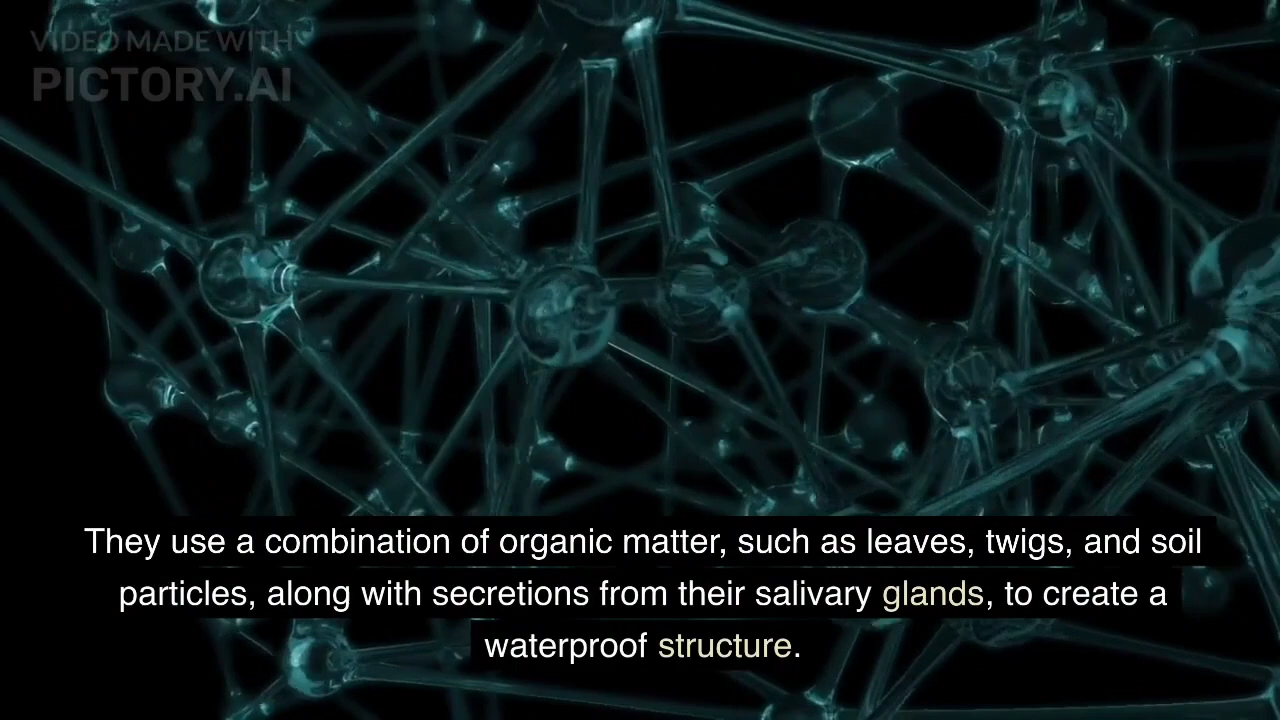 VIDEO MADE WITH
PICTORY.AI
They use a combination of organic matter, such as leaves, twigs, and soil
particles, along with secretions from their salivary glands, to create a
waterproof structure.